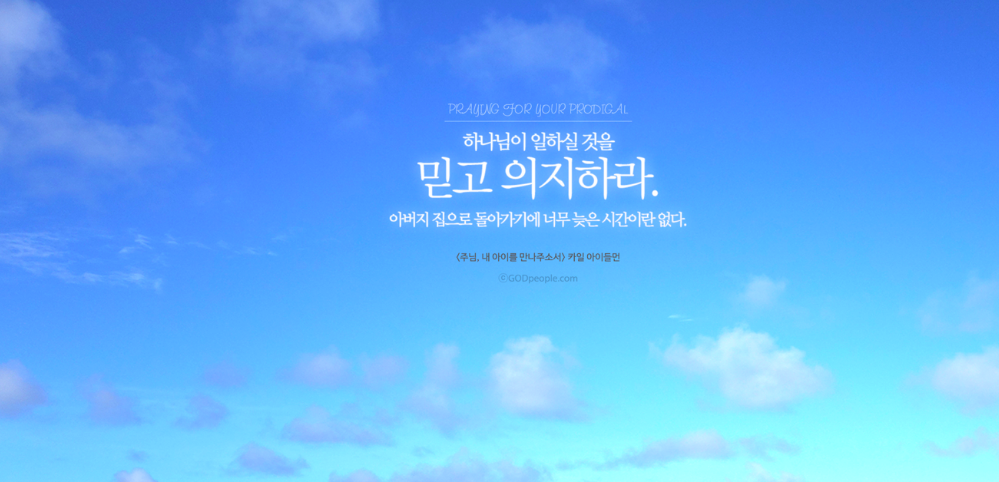 PRAYING FOR YOUR PRODIGAL
하나님이 일하실 것을
믿고 의지하라.
아버지 집으로 돌아가기에 너무 늦은 시간이란 없다.
《주님, 내 아이를 만나주소서》 카일 아이들먼
ⓒGODpeople.com